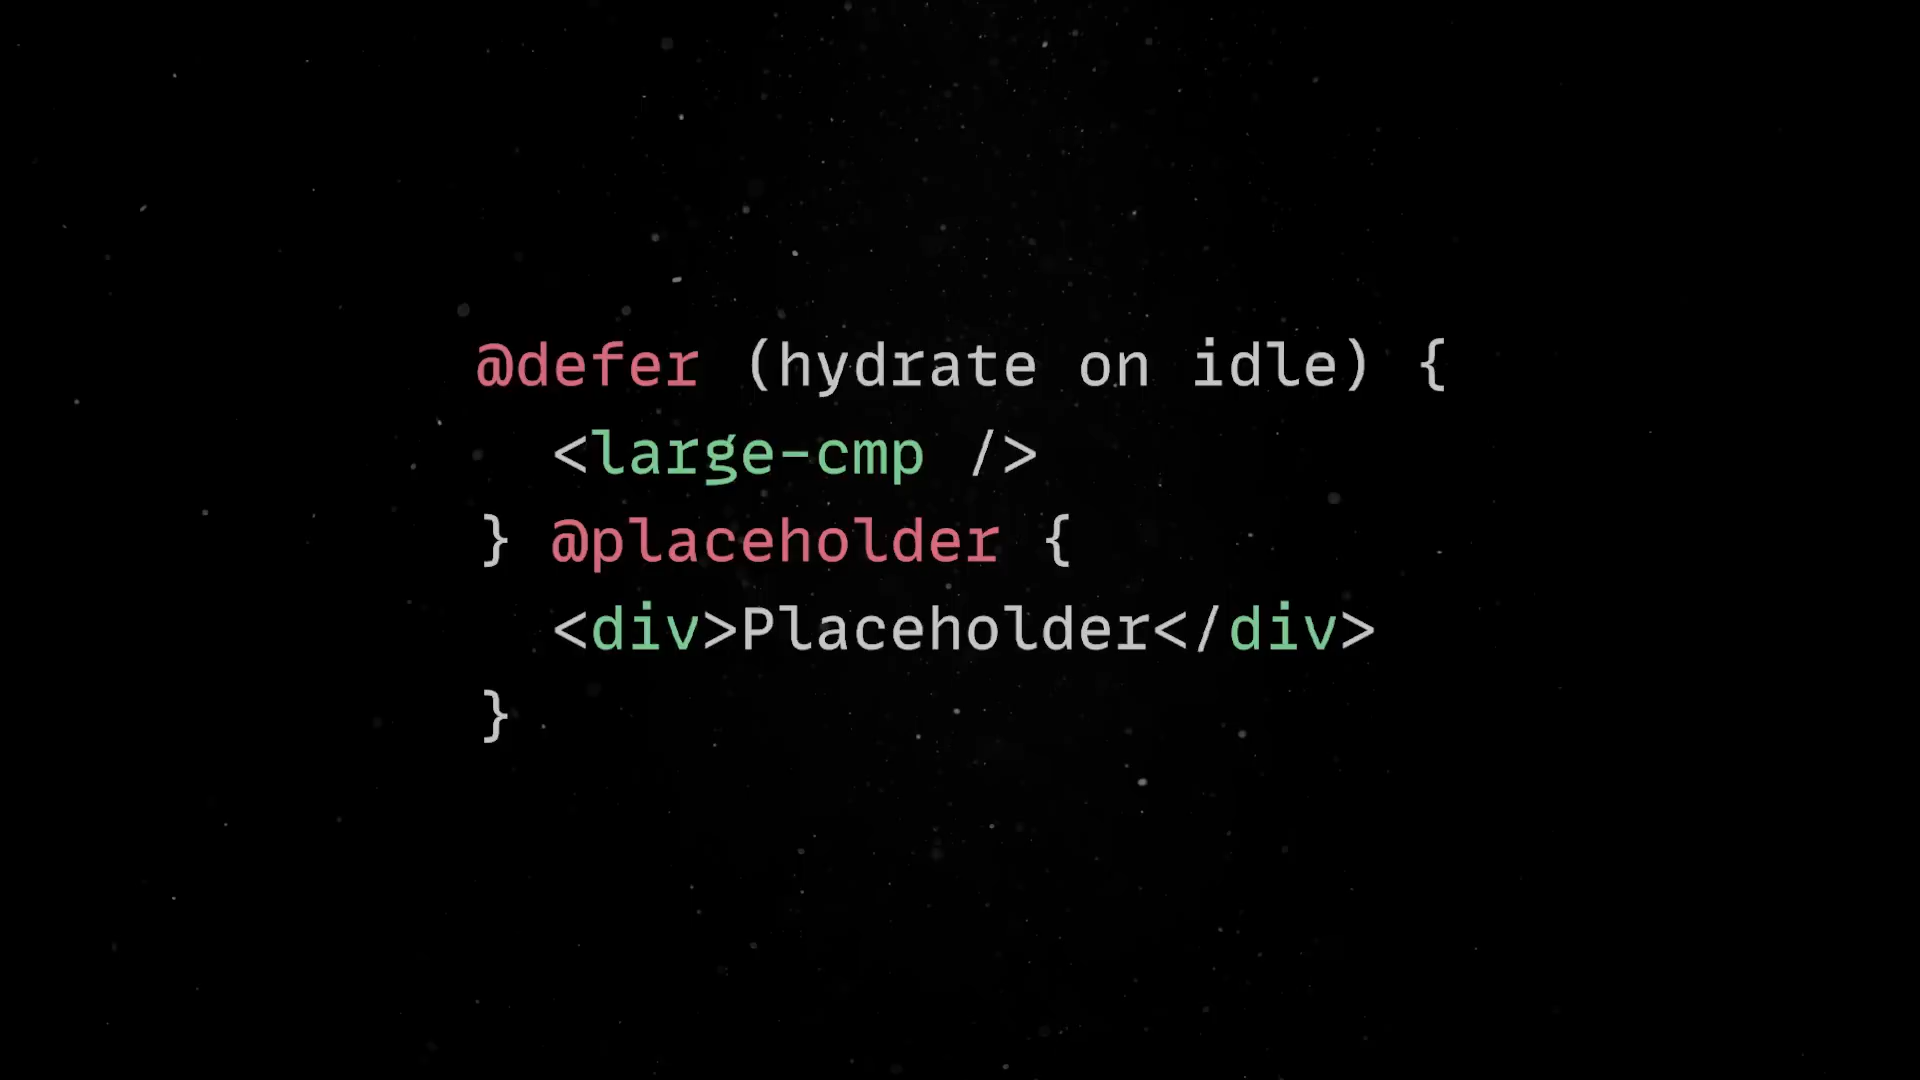 @defer (hydrate on idle) {
  <large-cmp />
} @placeholder {
  <div>Placeholder</div>
}